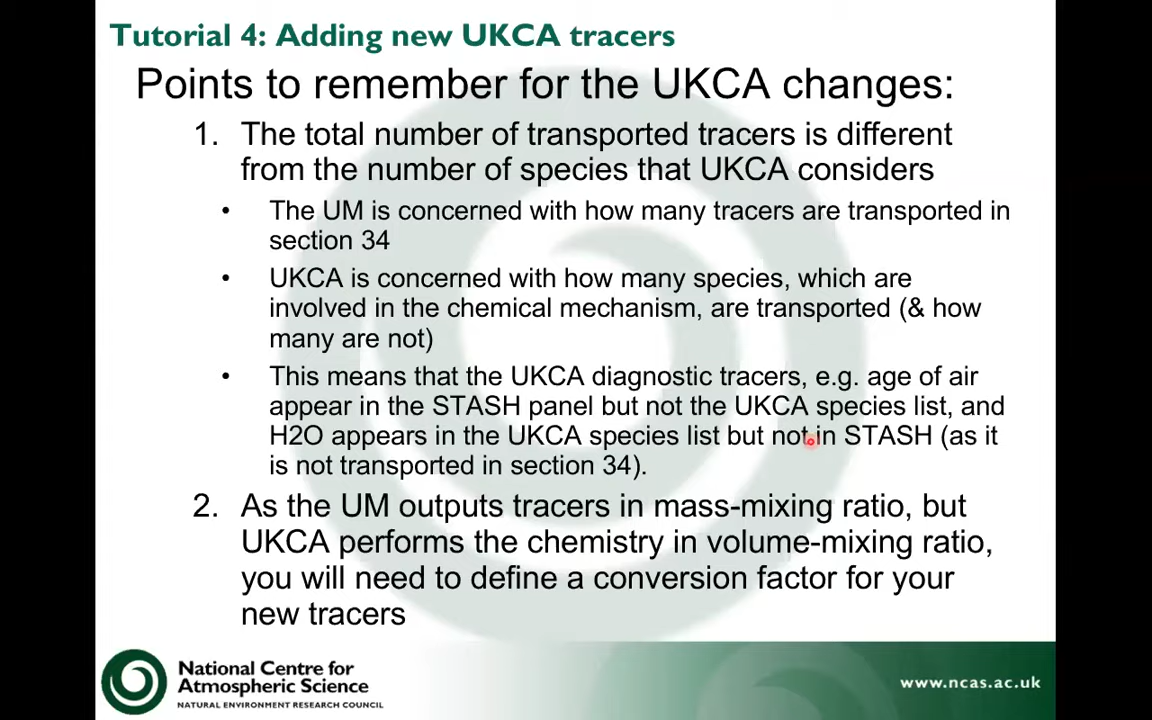 Tutorial 4: Adding new UKCA tracers
Points to remember for the UKCA changes:
1. The total number of transported tracers is different
from the number of species that UKCA considers
• The UM is concerned with how many tracers are transported in
section 34
• UKCA is concerned with how many species, which are
involved in the chemical mechanism, are transported (& how
many are not)
• This means that the UKCA diagnostic tracers, e.g. age of air
appear in the STASH panel but not the UKCA species list, and
H2O appears in the UKCA species list but not in STASH (as it
is not transported in section 34).
2. As the UM outputs tracers in mass-mixing ratio, but
UKCA performs the chemistry in volume-mixing ratio,
you will need to define a conversion factor for your
new tracers
National Centre for
Atmospheric Science
NATURAL ENVIRONMENT RESEARCH COUNCIL
www.ncas.ac.uk